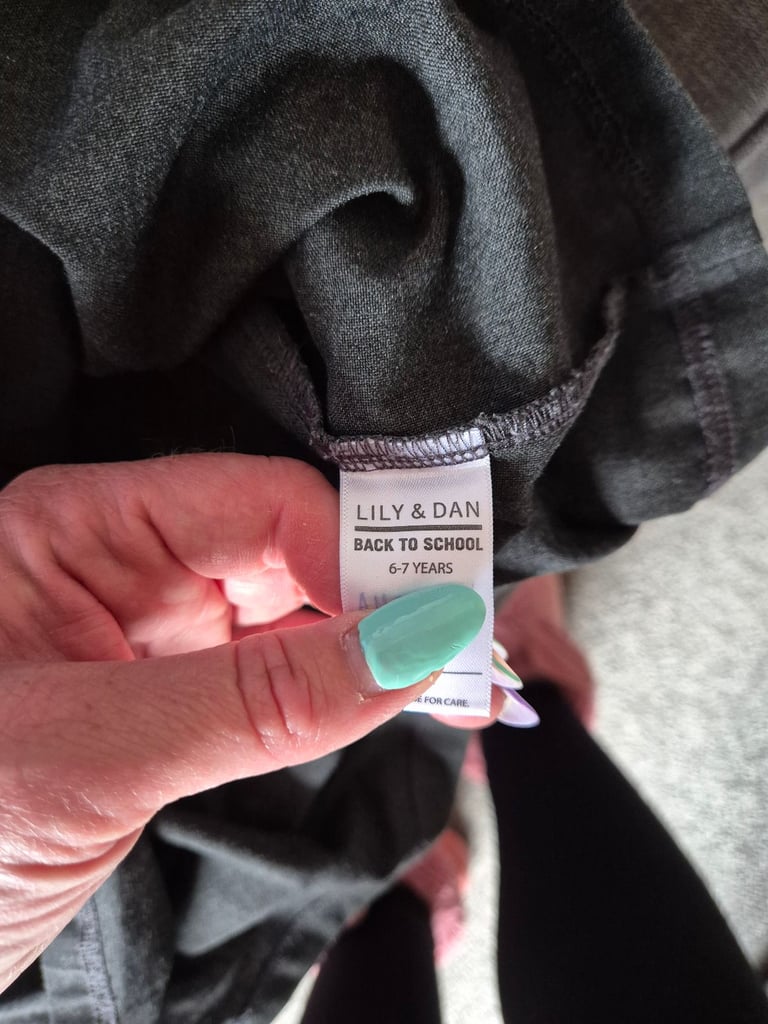 LILY & DAN
BACK TO SCHOOL
6-7 YEARS
FOR CARE.